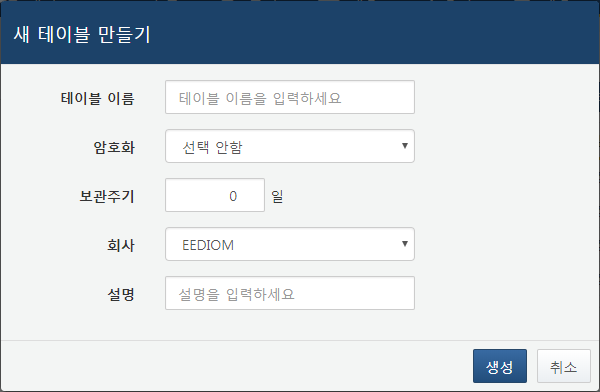 새 테이블 만들기
테이블 이름 테이블 이름을 입력하세요
암호화 선택 안함
보관주기 0 일
회사 EEDIOM
설명 설명을 입력하세요
생성 취소